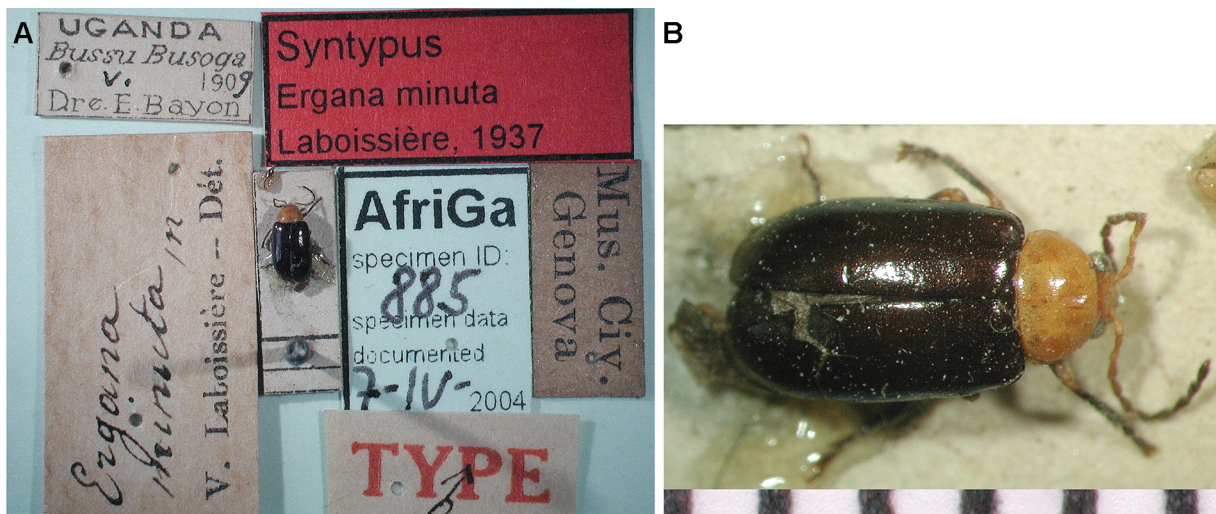 A
UGANDA
Bussu Busoga
v. 1909
Dre. E. Bayon
Syntypus
Ergana minuta
Laboissière, 1937
Ergana
minuta n
V. Laboissière -- Dét.
AfriGa
specimen ID:
885
specimen data
documented
7-IV- 2004
Mus. Civ.
Genova
TYPE
B